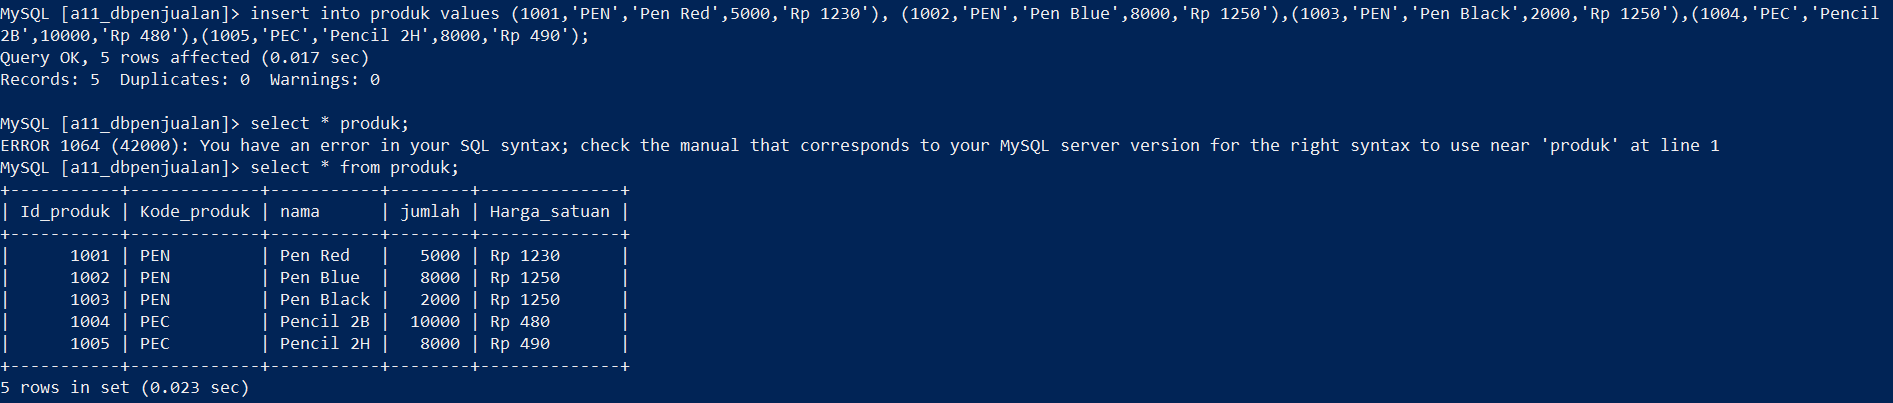 MySQL [a11_dbpenjualan]> insert into produk values (1001,'PEN','Pen Red',5000,'Rp 1230'), (1002,'PEN','Pen Blue',8000,'Rp 1250'),(1003,'PEN','Pen Black',2000,'Rp 1250'),(1004,'PEC','Pencil
2B',10000,'Rp 480'),(1005,'PEC','Pencil 2H',8000,'Rp 490');
Query OK, 5 rows affected (0.017 sec)
Records: 5  Duplicates: 0  Warnings: 0

MySQL [a11_dbpenjualan]> select * produk;
ERROR 1064 (42000): You have an error in your SQL syntax; check the manual that corresponds to your MySQL server version for the right syntax to use near 'produk' at line 1
MySQL [a11_dbpenjualan]> select * from produk;
+-----------+-------------+-----------+--------+--------------+
| Id_produk | Kode_produk | nama      | jumlah | Harga_satuan |
+-----------+-------------+-----------+--------+--------------+
|      1001 | PEN         | Pen Red   |   5000 | Rp 1230      |
|      1002 | PEN         | Pen Blue  |   8000 | Rp 1250      |
|      1003 | PEN         | Pen Black |   2000 | Rp 1250      |
|      1004 | PEC         | Pencil 2B |  10000 | Rp 480       |
|      1005 | PEC         | Pencil 2H |   8000 | Rp 490       |
+-----------+-------------+-----------+--------+--------------+
5 rows in set (0.023 sec)